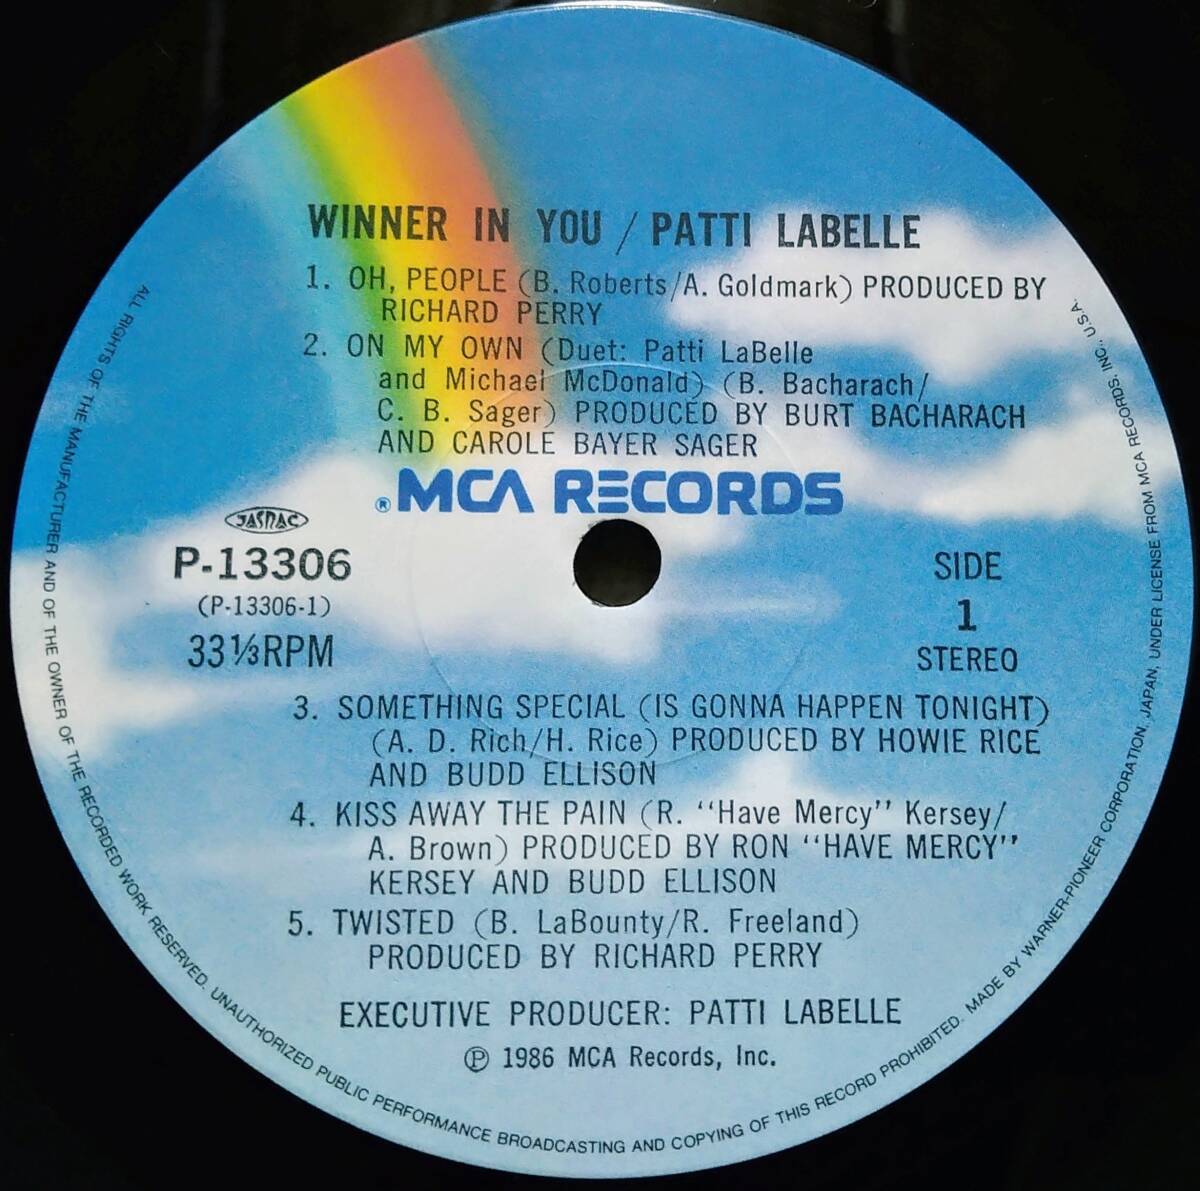 WINNER IN YOU / PATTI LABELLE
1. OH, PEOPLE (B. Roberts/A. Goldmark) PRODUCED BY
RICHARD PERRY
2. ON MY OWN (Duet: Patti LaBelle
and Michael McDonald) (B. Bacharach/
C. B. Sager) PRODUCED BY BURT BACHARACH
AND CAROLE BAYER SAGER
® MCA RECORDS
JASRAC
P-13306
(P-13306-1)
33⅓RPM
SIDE
1
STEREO
3. SOMETHING SPECIAL (IS GONNA HAPPEN TONIGHT)
(A. D. Rich/H. Rice) PRODUCED BY HOWIE RICE
AND BUDD ELLISON
4. KISS AWAY THE PAIN (R. "Have Mercy" Kersey/
A. Brown) PRODUCED BY RON "HAVE MERCY"
KERSEY AND BUDD ELLISON
5. TWISTED (B. LaBounty/R. Freeland)
PRODUCED BY RICHARD PERRY
EXECUTIVE PRODUCER: PATTI LABELLE
℗ 1986 MCA Records, Inc.
ALL RIGHTS OF THE MANUFACTURER AND OF THE OWNER OF THE RECORDED WORK RESERVED. UNAUTHORIZED PUBLIC PERFORMANCE BROADCASTING AND COPYING OF THIS RECORD PROHIBITED. MADE BY WARNER-PIONEER CORPORATION, JAPAN, UNDER LICENSE FROM MCA RECORDS, INC., U.S.A.